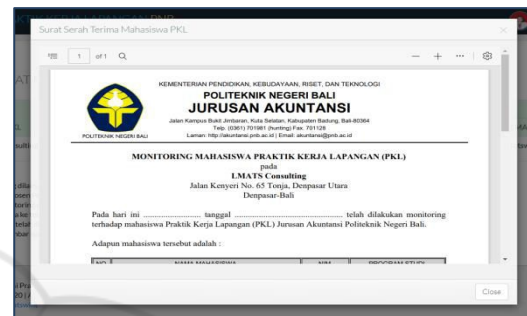 Surat Serah Terima Mahasiswa PKL
1 of 1
KEMENTERIAN PENDIDIKAN, KEBUDAYAAN, RISET, DAN TEKNOLOGI
POLITEKNIK NEGERI BALI
JURUSAN AKUNTANSI
Jalan Kampus Bukit Jimbaran, Kuta Selatan, Kabupaten Badung, Bali-80364
Telp. (0361) 701981 (hunting) Fax. 701128
Laman: http://akuntansi.pnb.ac.id | Email: akuntansi@pnb.ac.id
POLITEKNIK NEGERI BALI
MONITORING MAHASISWA PRAKTIK KERJA LAPANGAN (PKL)
pada
LMATS Consulting
Jalan Kenyeri No. 65 Tonja, Denpasar Utara
Denpasar-Bali
Pada hari ini .................... tanggal .................................... telah dilakukan monitoring
terhadap mahasiswa Praktik Kerja Lapangan (PKL) Jurusan Akuntansi Politeknik Negeri Bali.
Adapun mahasiswa tersebut adalah :
NO NAMA MAHASISWA NIM PROGRAM STUDI
Close